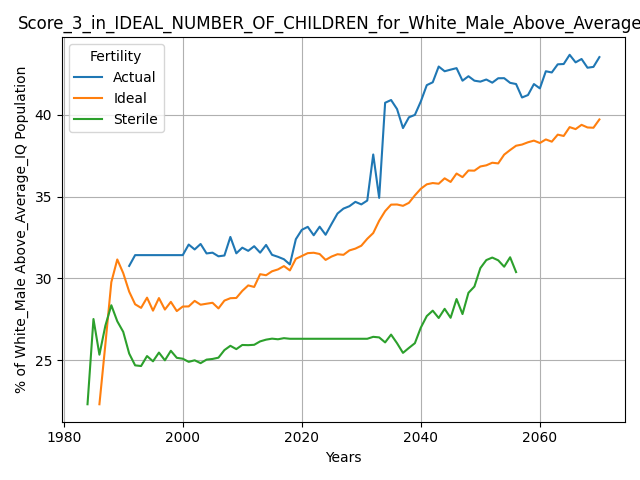 Score_3_in_IDEAL_NUMBER_OF_CHILDREN_for_White_Male_Above_Average
Fertility
Actual
Ideal
Sterile
% of White_Male Above_Average_IQ Population
40
35
30
25
1980
2000
2020
2040
2060
Years